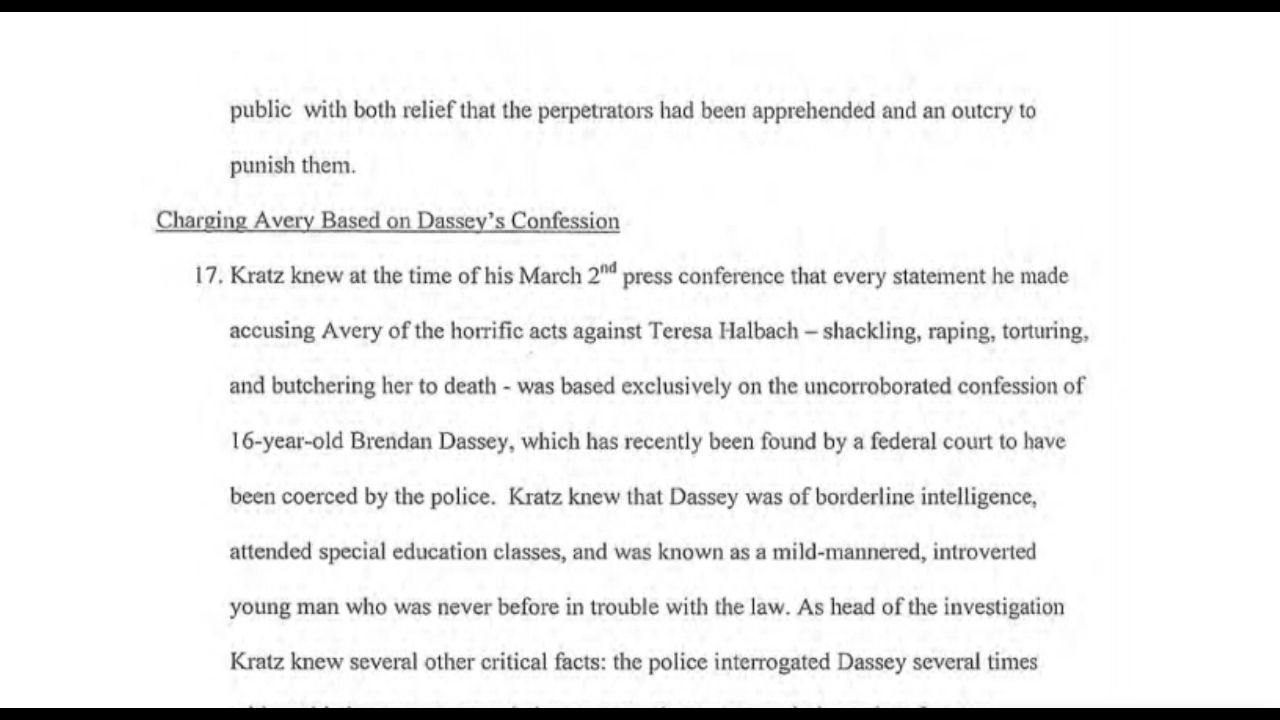 public with both relief that the perpetrators had been apprehended and an outcry to
punish them.
Charging Avery Based on Dassey's Confession
17. Kratz knew at the time of his March 2nd press conference that every statement he made
accusing Avery of the horrific acts against Teresa Halbach – shackling, raping, torturing,
and butchering her to death - was based exclusively on the uncorroborated confession of
16-year-old Brendan Dassey, which has recently been found by a federal court to have
been coerced by the police. Kratz knew that Dassey was of borderline intelligence,
attended special education classes, and was known as a mild-mannered, introverted
young man who was never before in trouble with the law. As head of the investigation
Kratz knew several other critical facts: the police interrogated Dassey several times